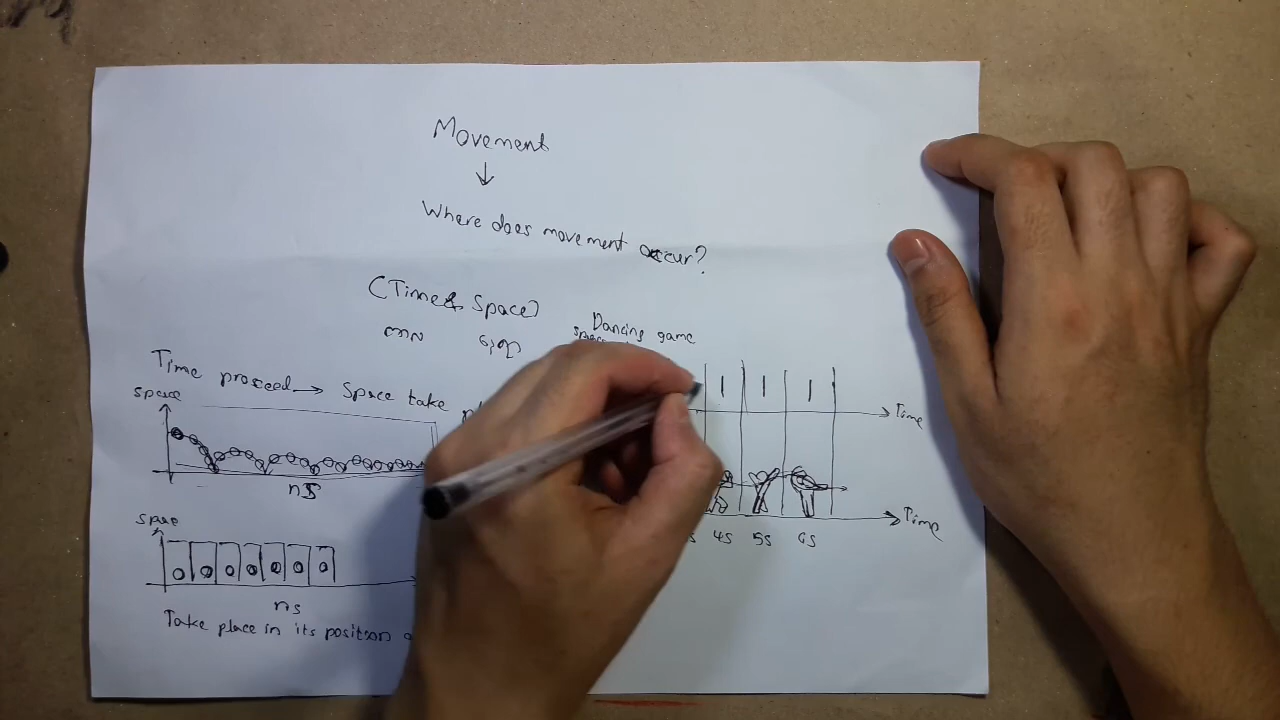 Movement
↓
Where does movement occur?
(Time & Space)
Dancing game
Time proceed → Space take
space
Time
ns
Time
4s 5s 6s
ns
Take place in its position